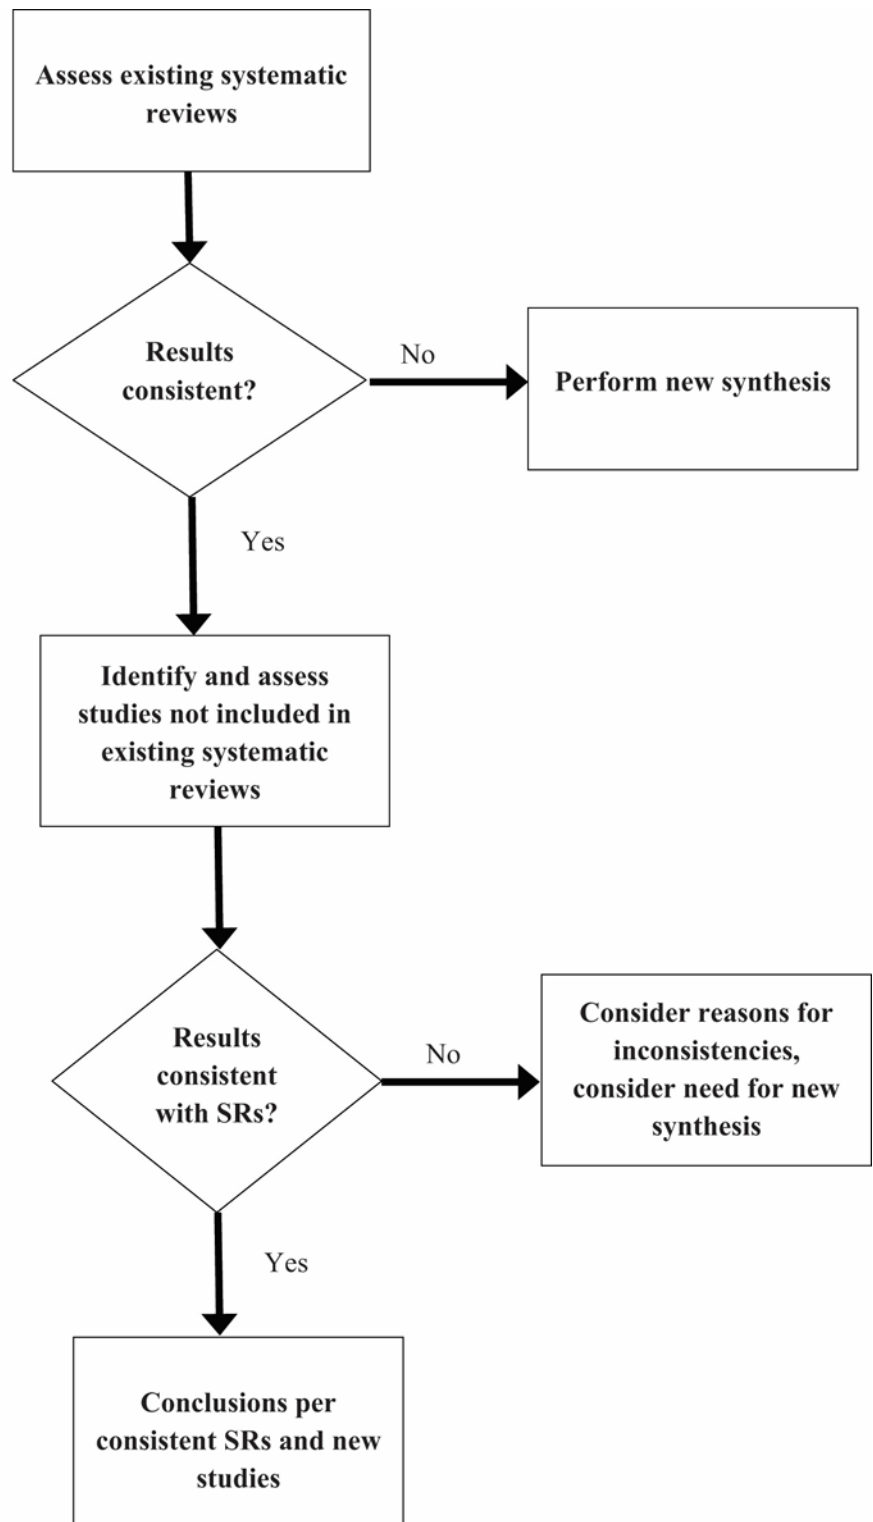 Assess existing systematic
reviews
Results
consistent?
No
Perform new synthesis
Yes
Identify and assess
studies not included in
existing systematic
reviews
Results
consistent
with SRs?
No
Consider reasons for
inconsistencies,
consider need for new
synthesis
Yes
Conclusions per
consistent SRs and new
studies